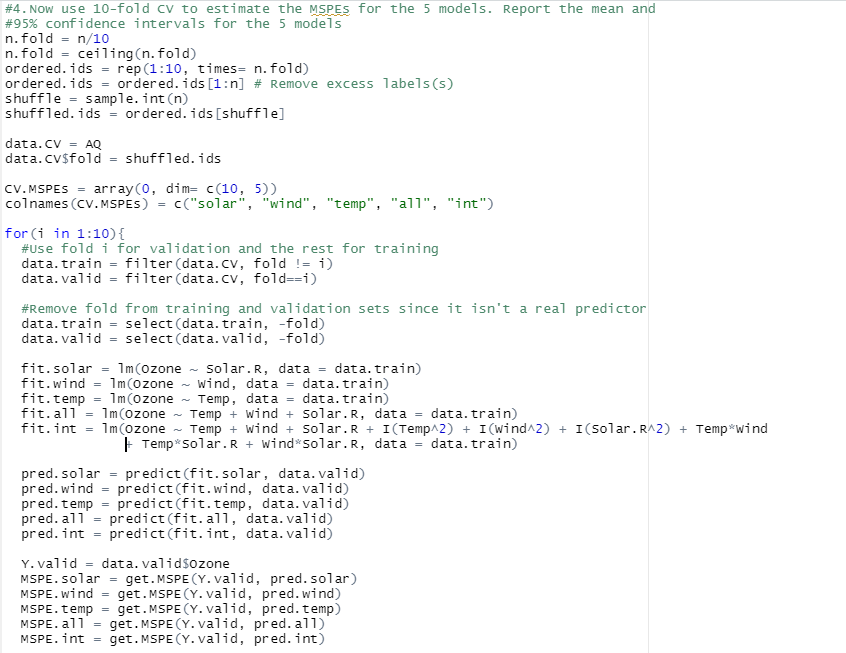 #4.Now use 10-fold CV to estimate the MSPEs for the 5 models. Report the mean and
#95% confidence intervals for the 5 models
n.fold = n/10
n.fold = ceiling(n.fold)
ordered.ids = rep(1:10, times= n.fold)
ordered.ids = ordered.ids[1:n] # Remove excess labels(s)
shuffle = sample.int(n)
shuffled.ids = ordered.ids[shuffle]

data.CV = AQ
data.CV$fold = shuffled.ids

CV.MSPEs = array(0, dim= c(10, 5))
colnames(CV.MSPEs) = c("solar", "wind", "temp", "all", "int")

for(i in 1:10){
  #Use fold i for validation and the rest for training
  data.train = filter(data.CV, fold != i)
  data.valid = filter(data.CV, fold==i)

  #Remove fold from training and validation sets since it isn't a real predictor
  data.train = select(data.train, -fold)
  data.valid = select(data.valid, -fold)

  fit.solar = lm(Ozone ~ Solar.R, data = data.train)
  fit.wind = lm(Ozone ~ Wind, data = data.train)
  fit.temp = lm(Ozone ~ Temp, data = data.train)
  fit.all = lm(Ozone ~ Temp + Wind + Solar.R, data = data.train)
  fit.int = lm(Ozone ~ Temp + Wind + Solar.R + I(Temp^2) + I(Wind^2) + I(Solar.R^2) + Temp*Wind
               + Temp*Solar.R + Wind*Solar.R, data = data.train)

  pred.solar = predict(fit.solar, data.valid)
  pred.wind = predict(fit.wind, data.valid)
  pred.temp = predict(fit.temp, data.valid)
  pred.all = predict(fit.all, data.valid)
  pred.int = predict(fit.int, data.valid)

  Y.valid = data.valid$Ozone
  MSPE.solar = get.MSPE(Y.valid, pred.solar)
  MSPE.wind = get.MSPE(Y.valid, pred.wind)
  MSPE.temp = get.MSPE(Y.valid, pred.temp)
  MSPE.all = get.MSPE(Y.valid, pred.all)
  MSPE.int = get.MSPE(Y.valid, pred.int)